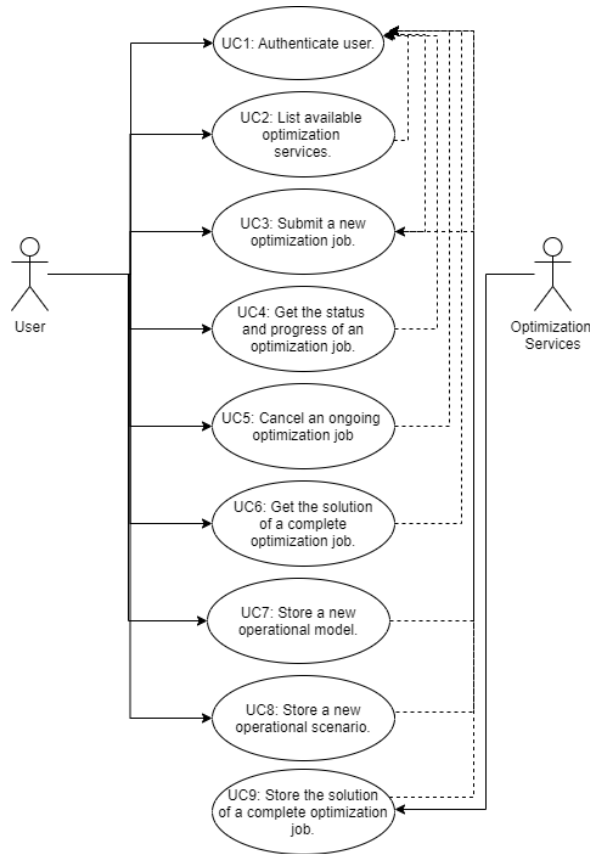 UC1: Authenticate user.
UC2: List available
optimization
services.
UC3: Submit a new
optimization job.
User
Optimization
Services
UC4: Get the status
and progress of an
optimization job.
UC5: Cancel an ongoing
optimization job
UC6: Get the solution
of a complete
optimization job.
UC7: Store a new
operational model.
UC8: Store a new
operational scenario.
UC9: Store the solution
of a complete optimization
job.